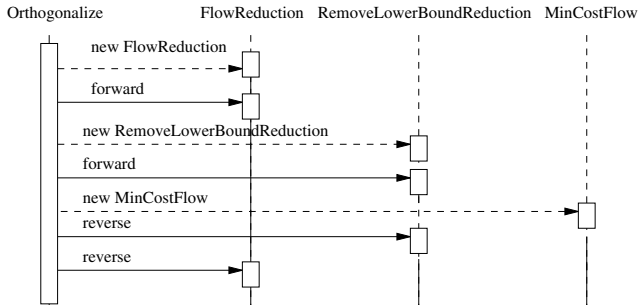 Orthogonalize FlowReduction RemoveLowerBoundReduction MinCostFlow
new FlowReduction
forward
new RemoveLowerBoundReduction
forward
new MinCostFlow
reverse
reverse